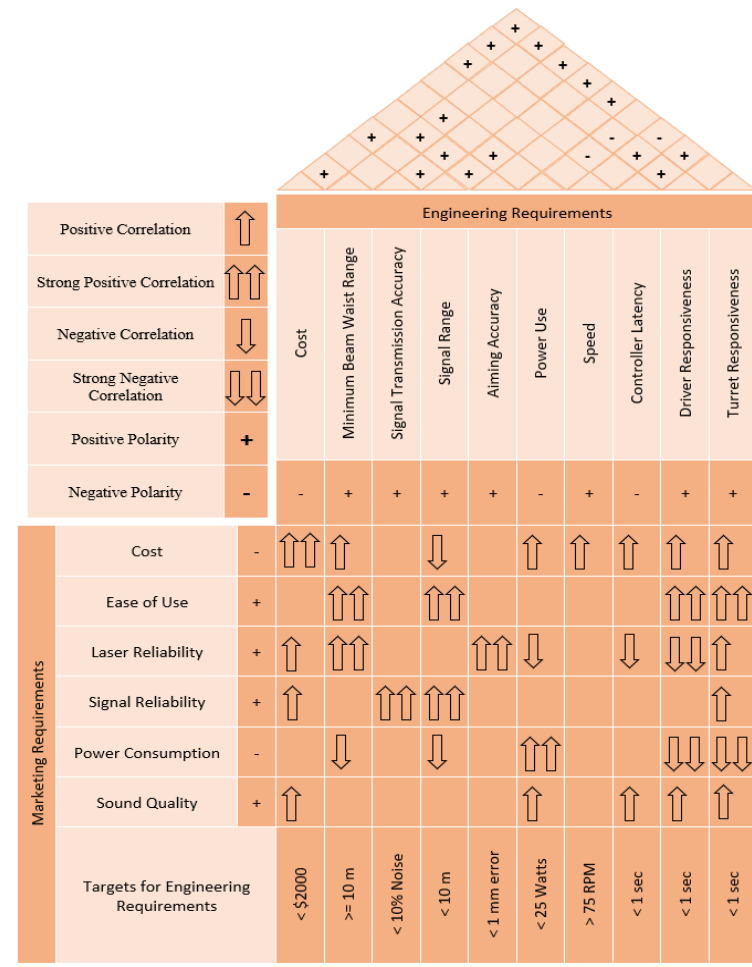 +
+ +
+ +
+
+
+
+ + - -
+ + - + +
+ + + +
Engineering Requirements
Positive Correlation
Strong Positive Correlation
Negative Correlation
Strong Negative
Correlation
Positive Polarity +
Negative Polarity -
Cost
Minimum Beam Waist Range
Signal Transmission Accuracy
Signal Range
Aiming Accuracy
Power Use
Speed
Controller Latency
Driver Responsiveness
Turret Responsiveness
- + + + + - + - + +
Marketing Requirements
Cost -
Ease of Use +
Laser Reliability +
Signal Reliability +
Power Consumption -
Sound Quality +
Targets for Engineering
Requirements
< $2000
>= 10 m
< 10% Noise
< 10 m
< 1 mm error
< 25 Watts
> 75 RPM
< 1 sec
< 1 sec
< 1 sec